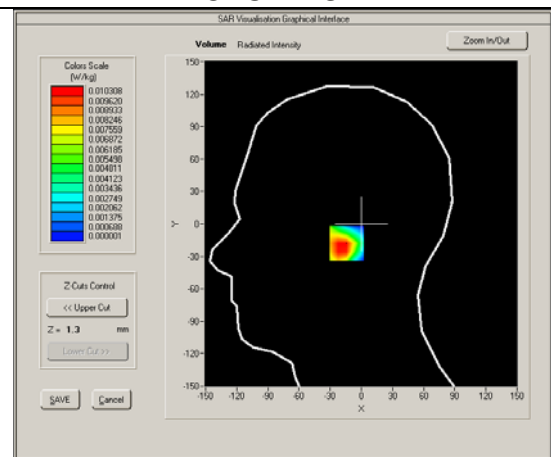 SAR Visualisation Graphical Interface
Volume Radiated Intensity
Zoom In/Out
Colors Scale
(W/kg)
0.010308
0.009620
0.008933
0.008246
0.007559
0.006872
0.006185
0.005498
0.004811
0.004123
0.003436
0.002749
0.002062
0.001375
0.000688
0.000001
Z-Cuts Control
<< Upper Cut
Z = 1.3 mm
Lower Cut >>
SAVE Cancel
150
120
90
60
30
Y 0
-30
-60
-90
-120
-150
-150 -120 -90 -60 -30 0 30 60 90 120 150
X